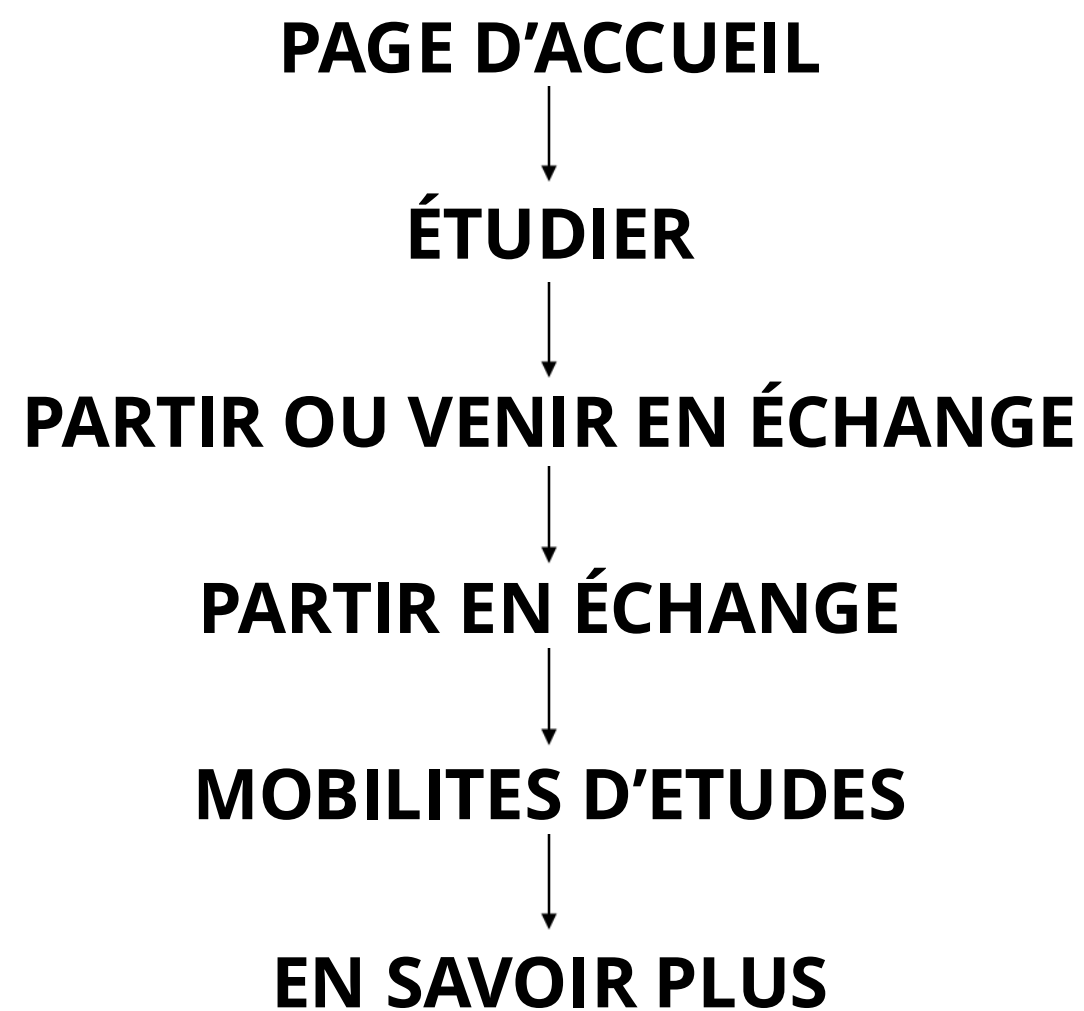 PAGE D’ACCUEIL
ÉTUDIER
PARTIR OU VENIR EN ÉCHANGE
PARTIR EN ÉCHANGE
MOBILITES D’ETUDES
EN SAVOIR PLUS